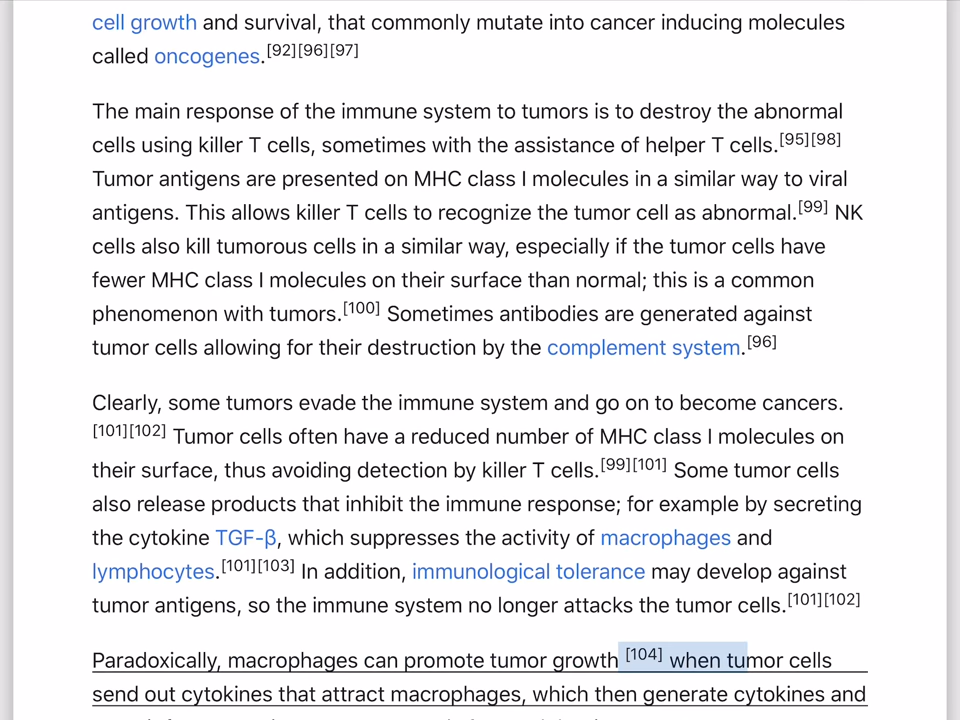 cell growth and survival, that commonly mutate into cancer inducing molecules
called oncogenes.[92][96][97]
The main response of the immune system to tumors is to destroy the abnormal
cells using killer T cells, sometimes with the assistance of helper T cells.[95][98]
Tumor antigens are presented on MHC class I molecules in a similar way to viral
antigens. This allows killer T cells to recognize the tumor cell as abnormal.[99] NK
cells also kill tumorous cells in a similar way, especially if the tumor cells have
fewer MHC class I molecules on their surface than normal; this is a common
phenomenon with tumors.[100] Sometimes antibodies are generated against
tumor cells allowing for their destruction by the complement system.[96]
Clearly, some tumors evade the immune system and go on to become cancers.
[101][102] Tumor cells often have a reduced number of MHC class I molecules on
their surface, thus avoiding detection by killer T cells.[99][101] Some tumor cells
also release products that inhibit the immune response; for example by secreting
the cytokine TGF-β, which suppresses the activity of macrophages and
lymphocytes.[101][103] In addition, immunological tolerance may develop against
tumor antigens, so the immune system no longer attacks the tumor cells.[101][102]
Paradoxically, macrophages can promote tumor growth [104] when tumor cells
send out cytokines that attract macrophages, which then generate cytokines and